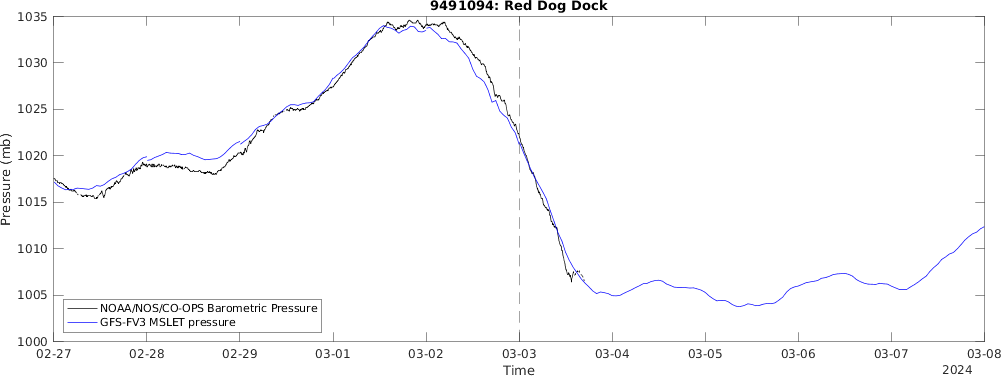 9491094: Red Dog Dock
1035
1030
1025
1020
1015
1010
1005
1000
Pressure (mb)
NOAA/NOS/CO-OPS Barometric Pressure
GFS-FV3 MSLET pressure
02-27 02-28 02-29 03-01 03-02 03-03 03-04 03-05 03-06 03-07 03-08
Time
2024